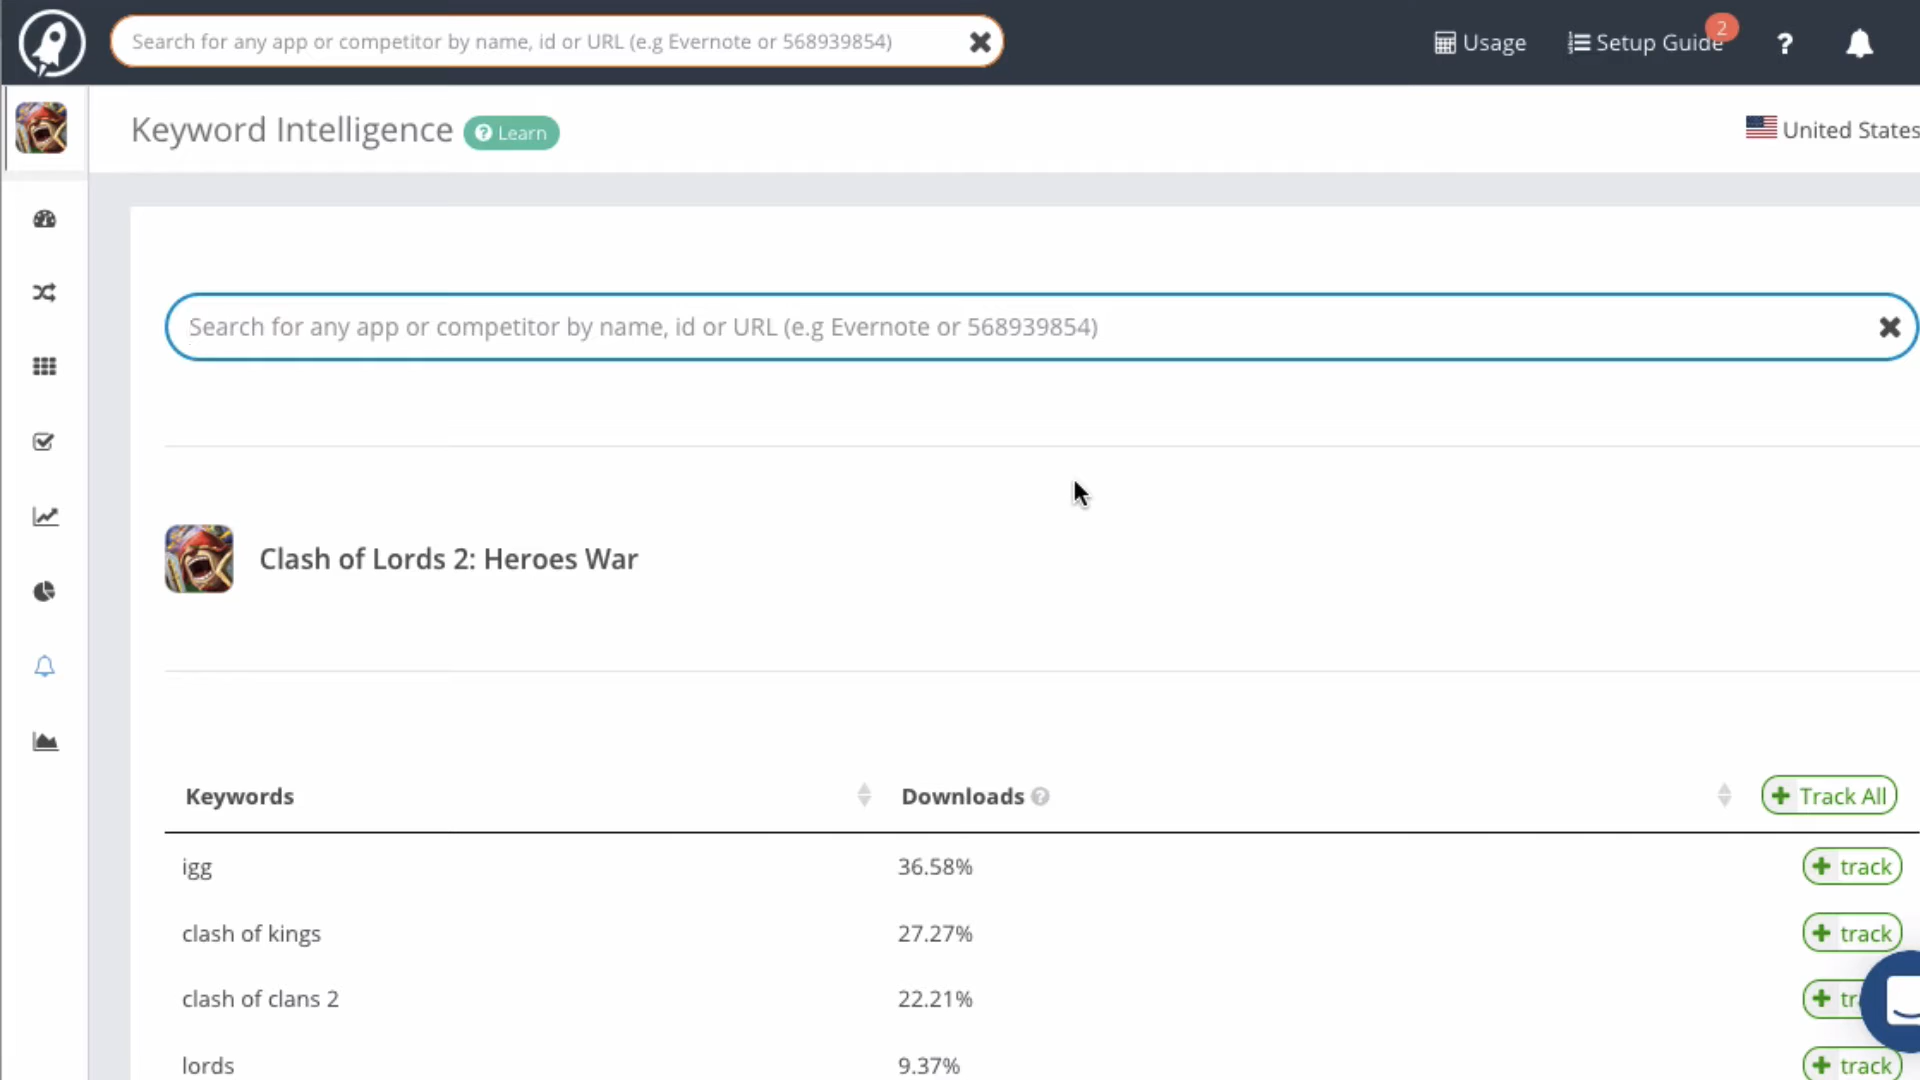 Search for any app or competitor by name, id or URL (e.g Evernote or 568939854)
Usage
Setup Guide
2
?
Keyword Intelligence
? Learn
United States
Search for any app or competitor by name, id or URL (e.g Evernote or 568939854)
Clash of Lords 2: Heroes War
Keywords
Downloads ?
+ Track All
igg 36.58% + track
clash of kings 27.27% + track
clash of clans 2 22.21% + tr
lords 9.37% + track